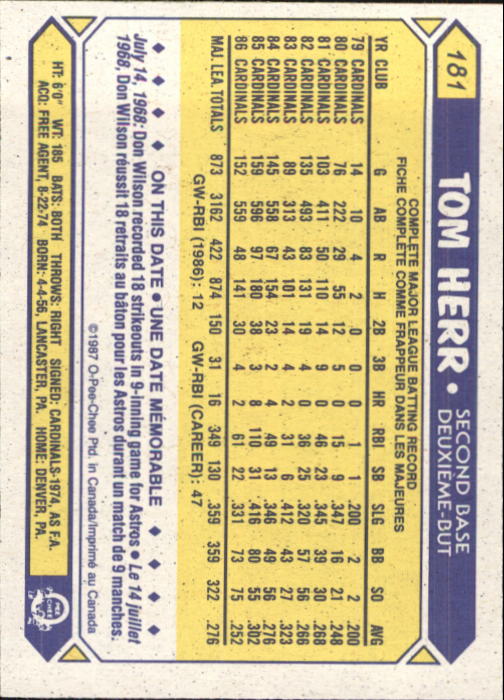 181 TOM HERR • SECOND BASE
DEUXIEME-BUT
COMPLETE MAJOR LEAGUE BATTING RECORD
FICHE COMPLETE COMME FRAPPEUR DANS LES MAJEURES
YR CLUB G AB R H 2B 3B HR RBI SB SLG BB SO AVG
79 CARDINALS 14 10 4 2 0 0 0 1 1 .200 2 2 .200
80 CARDINALS 76 222 29 55 12 5 0 15 9 .347 16 21 .248
81 CARDINALS 103 411 50 110 14 9 0 46 23 .345 39 30 .268
82 CARDINALS 135 493 83 131 19 4 0 36 25 .320 57 56 .266
83 CARDINALS 89 313 43 101 14 4 2 31 6 .412 43 27 .323
84 CARDINALS 145 558 67 154 23 2 4 49 13 .346 49 56 .276
85 CARDINALS 159 596 97 180 38 3 8 110 31 .416 80 55 .302
86 CARDINALS 152 559 48 141 30 4 2 61 22 .331 73 75 .252
MAJ. LEA. TOTALS 873 3162 422 874 150 31 16 349 130 .359 359 322 .276
GW-RBI (1986): 12 GW-RBI (CAREER): 47
◆ ◆ ◆ ◆ ON THIS DATE • UNE DATE MÉMORABLE ◆ ◆ ◆ ◆
July 14, 1968: Don Wilson recorded 18 strikeouts in 9-inning game for Astros • Le 14 juillet
1968, Don Wilson réussit 18 retraits au bâton pour les Astros durant un match de 9 manches.
©1987 O-Pee-Chee Ptd. in Canada/Imprimé au Canada
HT: 6'0" WT: 185 BATS: BOTH THROWS: RIGHT SIGNED: CARDINALS-1974, AS F.A.
ACQ: FREE AGENT, 8-22-74 BORN: 4-4-56, LANCASTER, PA. HOME: DENVER, PA.
O PEE CHEE